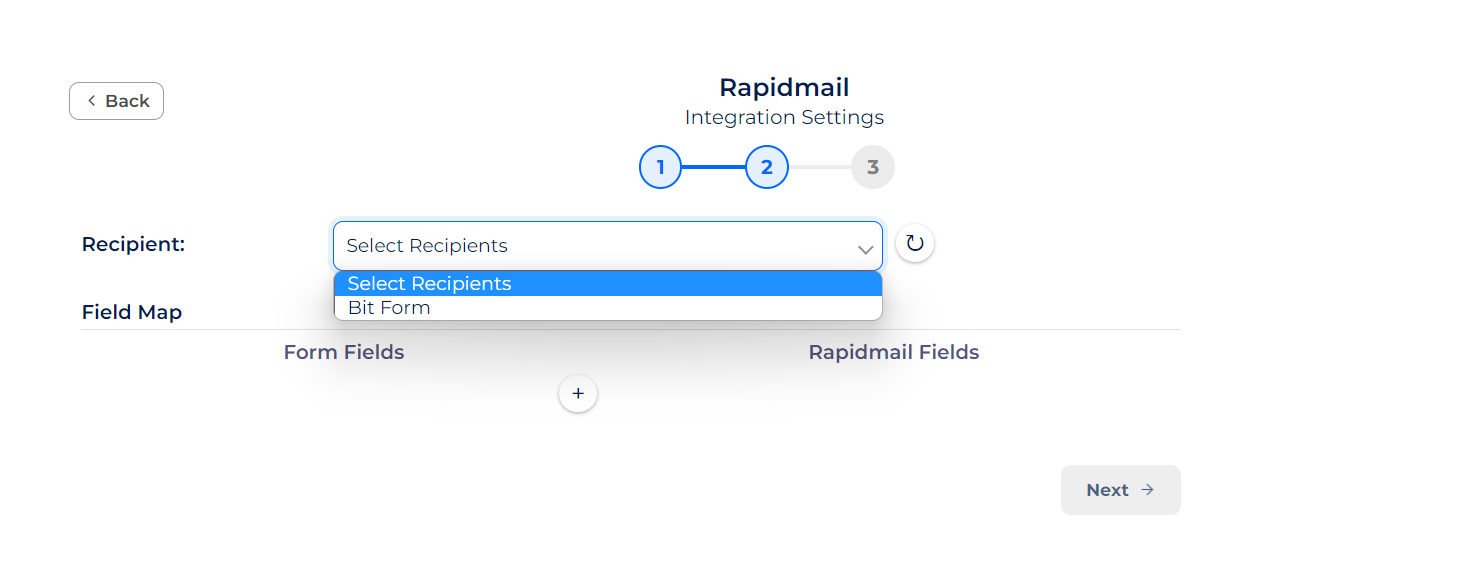 Back
Rapidmail
Integration Settings
1 2 3
Recipient:
Select Recipients
Select Recipients
Bit Form
Field Map
Form Fields Rapidmail Fields
+
Next